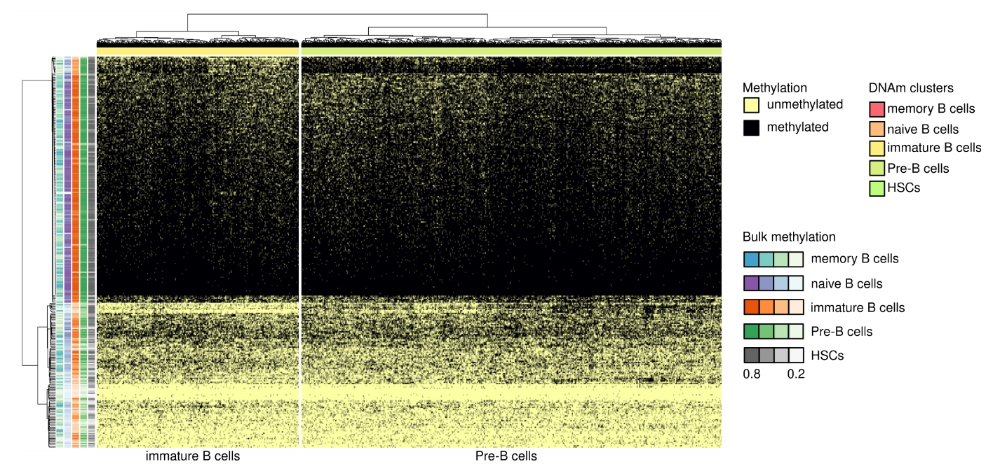 Methylation
unmethylated
methylated
DNAm clusters
memory B cells
naive B cells
immature B cells
Pre-B cells
HSCs
Bulk methylation
memory B cells
naive B cells
immature B cells
Pre-B cells
HSCs
0.8 0.2
immature B cells
Pre-B cells